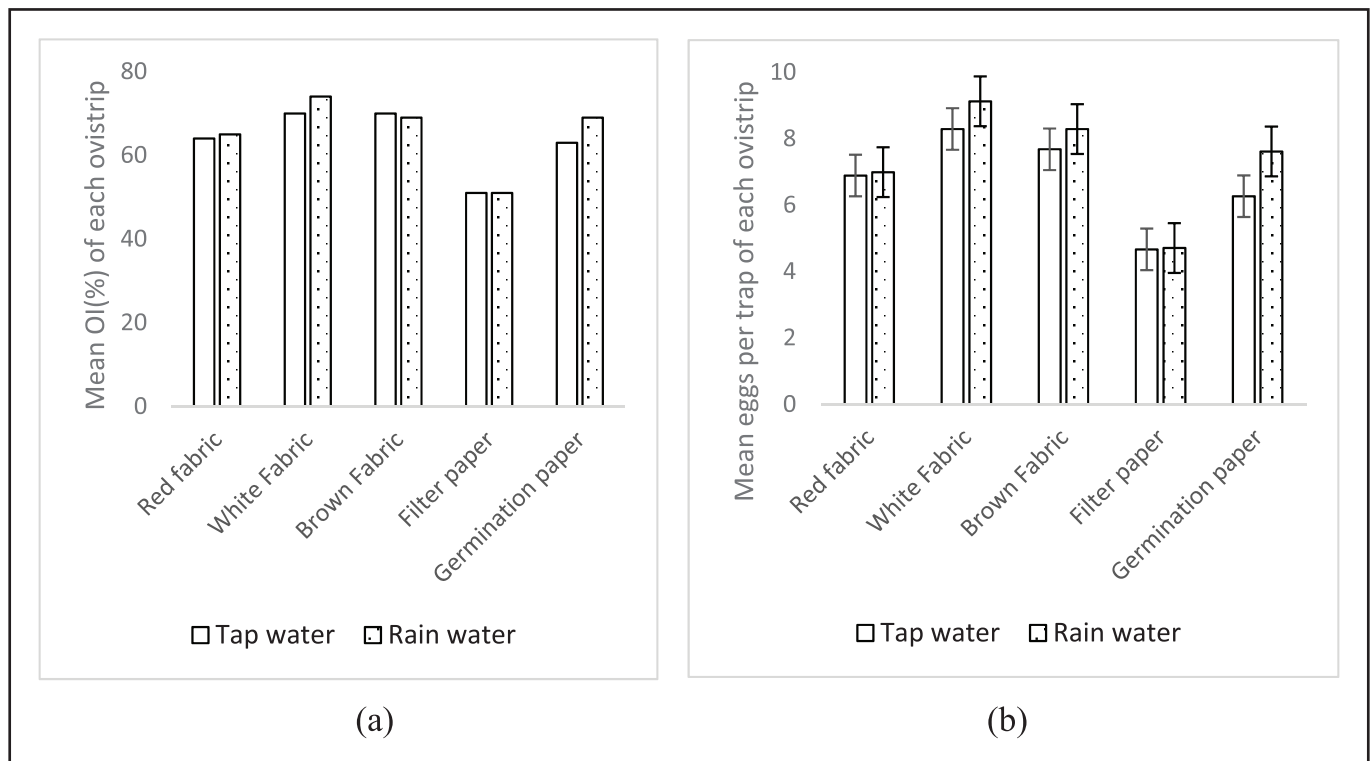 Mean OI(%) of each ovistrip
80
60
40
20
0
Red fabric
White Fabric
Brown Fabric
Filter paper
Germination paper
Tap water
Rain water
(a)
Mean eggs per trap of each ovistrip
10
8
6
4
2
0
Red fabric
White Fabric
Brown Fabric
Filter paper
Germination paper
Tap water
Rain water
(b)